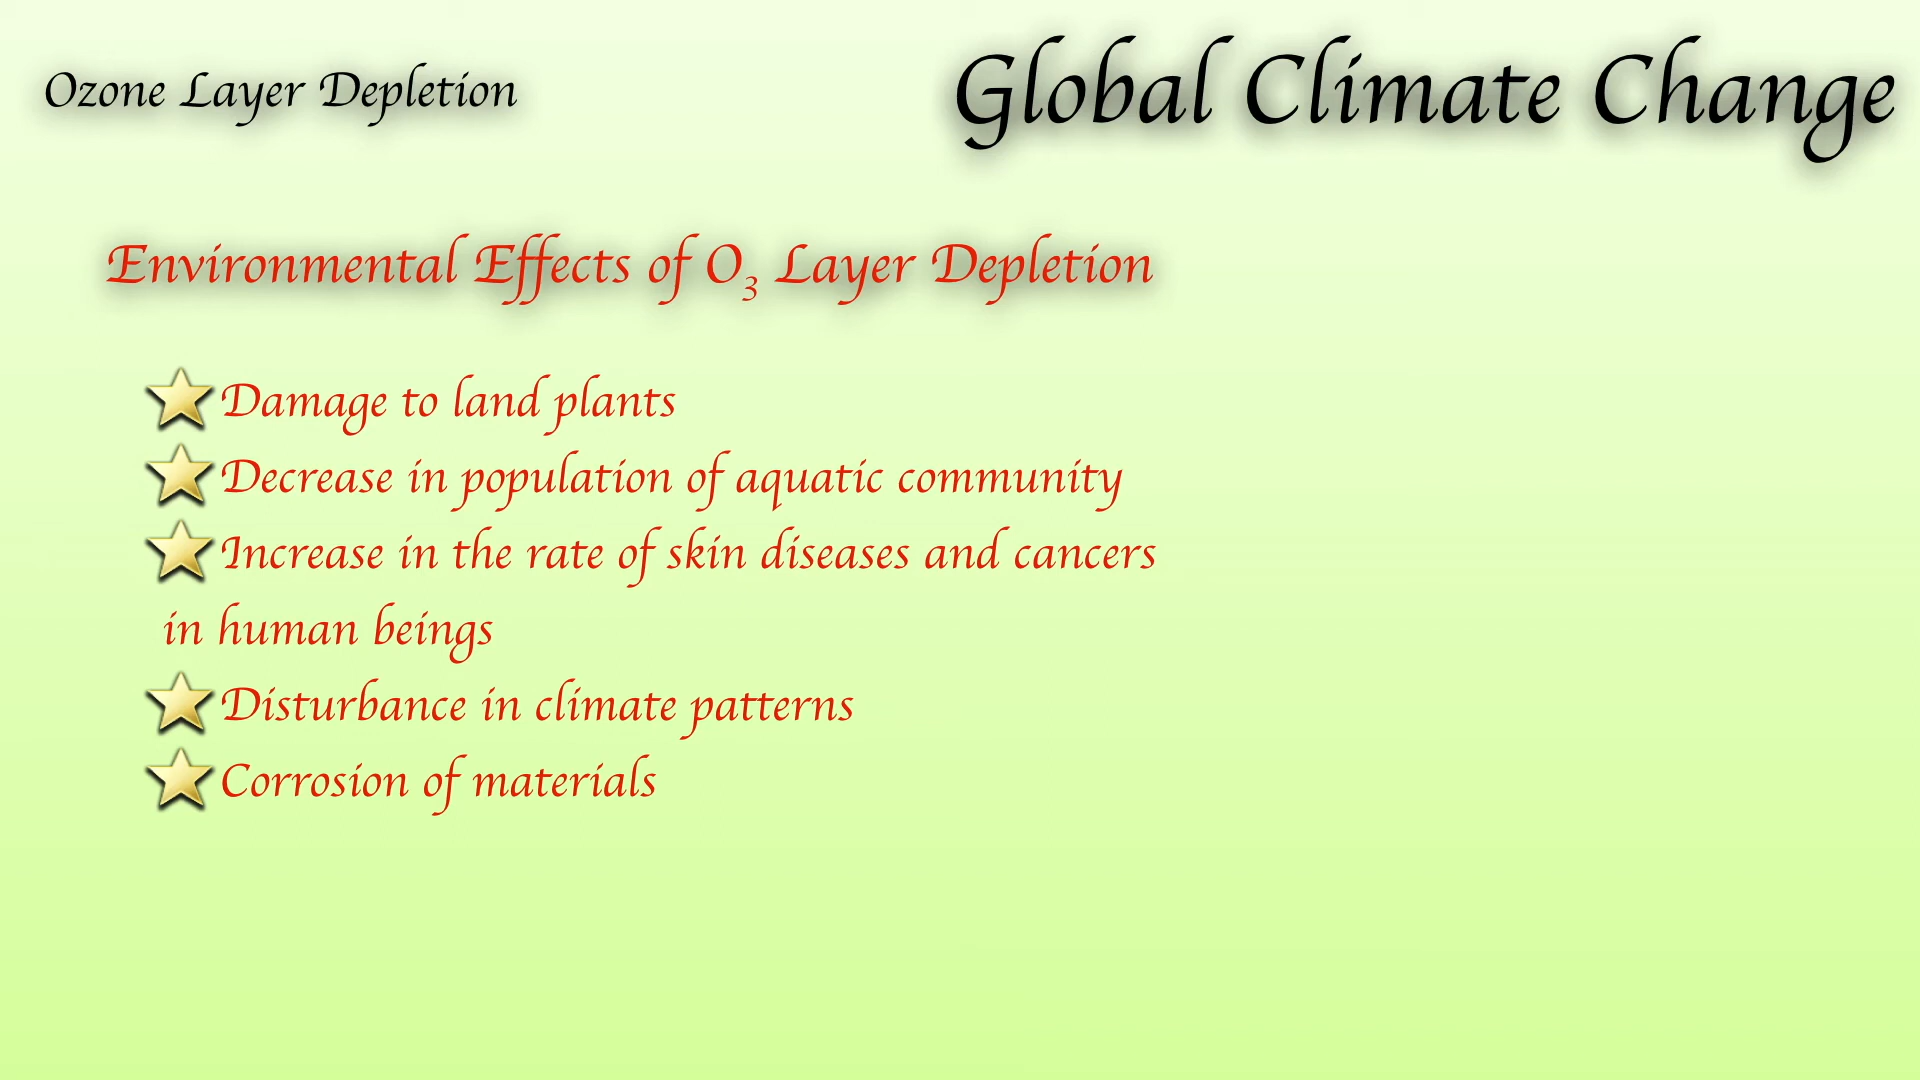 Ozone Layer Depletion
Global Climate Change
Environmental Effects of O₃ Layer Depletion
Damage to land plants
Decrease in population of aquatic community
Increase in the rate of skin diseases and cancers
in human beings
Disturbance in climate patterns
Corrosion of materials